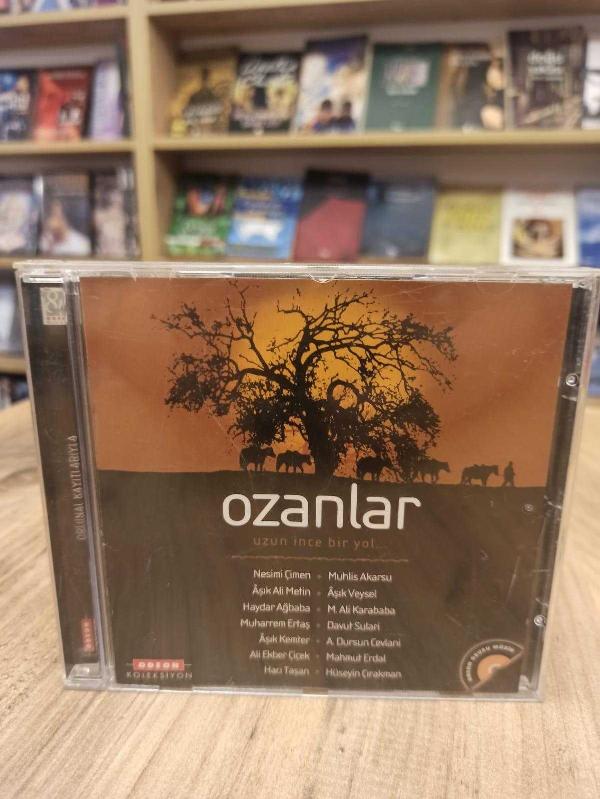 ORİJİNAL KAYITLARIYLA
ODEON
ozanlar
uzun ince bir yol...
Nesimi Çimen • Muhlis Akarsu
Âşık Ali Metin • Âşık Veysel
Haydar Ağbaba • M. Ali Karababa
Muharrem Ertaş • Davut Sulari
Âşık Kemter • A. Dursun Cevlani
Ali Ekber Çiçek • Mahmut Erdal
Hacı Taşan • Hüseyin Çırakman
ODEON
KOLEKSİYON